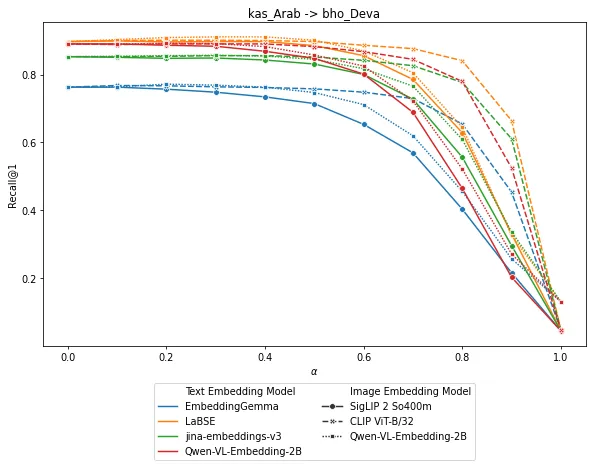 kas_Arab -> bho_Deva
Recall@1
0.8
0.6
0.4
0.2
0.0 0.2 0.4 0.6 0.8 1.0
α
Text Embedding Model
EmbeddingGemma
LaBSE
jina-embeddings-v3
Qwen-VL-Embedding-2B
Image Embedding Model
SigLIP 2 So400m
CLIP ViT-B/32
Qwen-VL-Embedding-2B